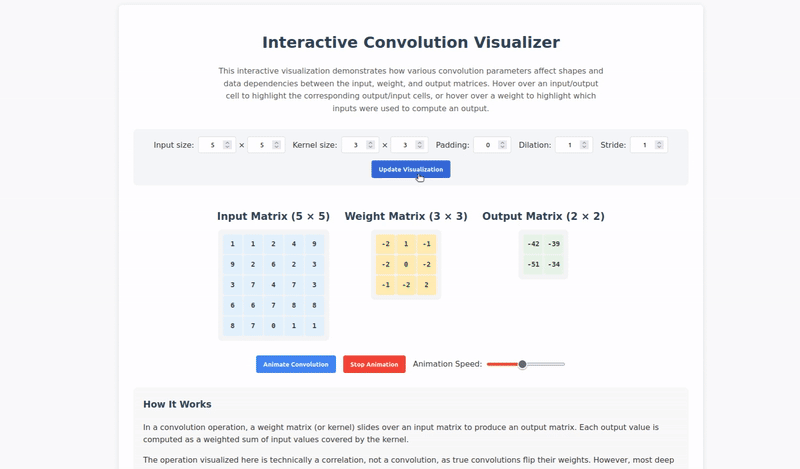 Interactive Convolution Visualizer
This interactive visualization demonstrates how various convolution parameters affect shapes and
data dependencies between the input, weight, and output matrices. Hover over an input/output
cell to highlight the corresponding output/input cells, or hover over a weight to highlight which
inputs were used to compute an output.
Input size: 5 × 5 Kernel size: 3 × 3 Padding: 0 Dilation: 1 Stride: 1
Update Visualization
Input Matrix (5 × 5) Weight Matrix (3 × 3) Output Matrix (2 × 2)
1 1 2 4 9 -2 1 -1 -42 -39
9 2 6 2 3 -2 0 -2 -51 -34
3 7 4 7 3 -1 -2 2
6 6 7 8 8
8 7 0 1 1
Animate Convolution Stop Animation Animation Speed:
How It Works
In a convolution operation, a weight matrix (or kernel) slides over an input matrix to produce an output matrix. Each output value is
computed as a weighted sum of input values covered by the kernel.
The operation visualized here is technically a correlation, not a convolution, as true convolutions flip their weights. However, most deep